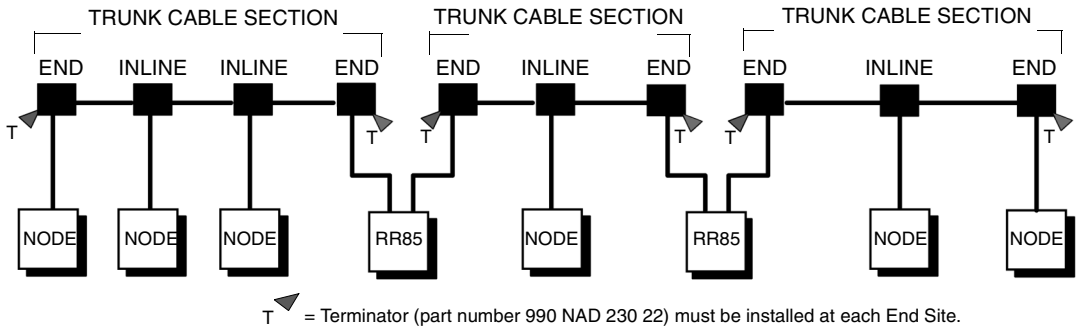 TRUNK CABLE SECTION TRUNK CABLE SECTION TRUNK CABLE SECTION
END INLINE INLINE END END INLINE END END INLINE END
T T T T T T
NODE NODE NODE RR85 NODE RR85 NODE NODE
T = Terminator (part number 990 NAD 230 22) must be installed at each End Site.